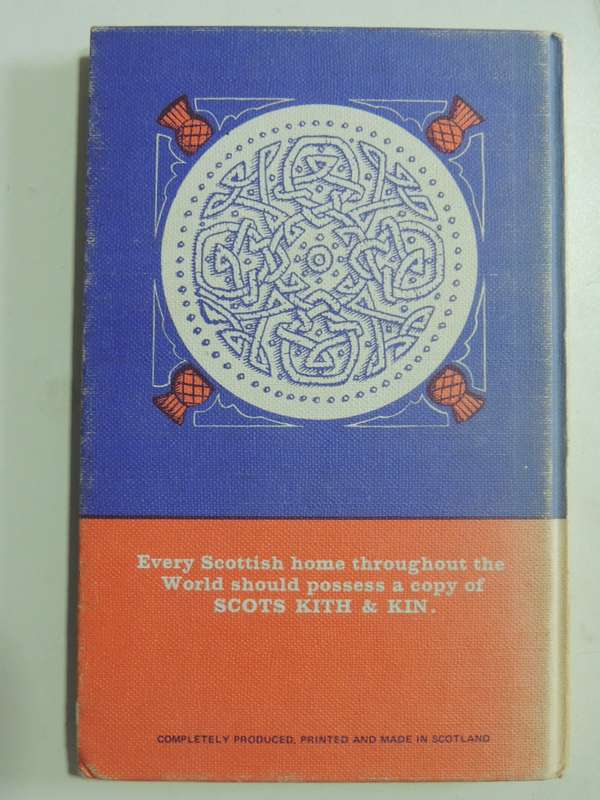 Every Scottish home throughout the
World should possess a copy of
SCOTS KITH & KIN.
COMPLETELY PRODUCED, PRINTED AND MADE IN SCOTLAND